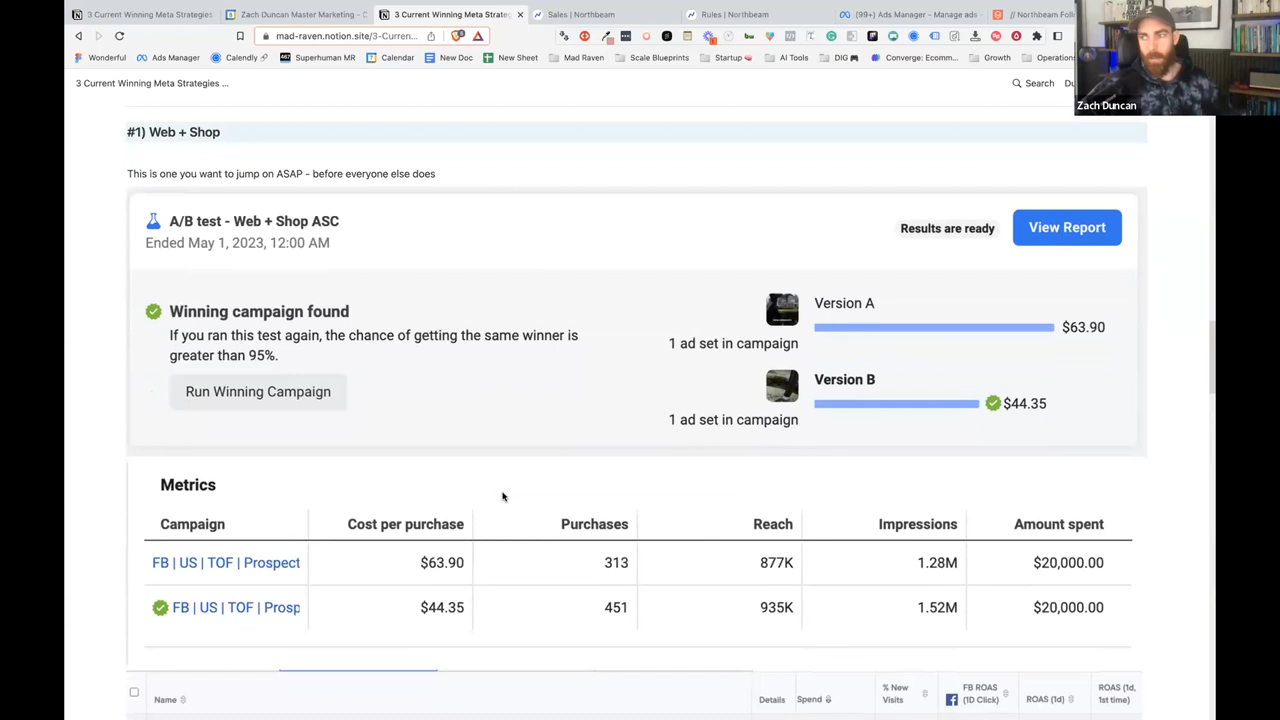 3 Current Winning Meta Strategies
Zach Duncan Master Marketing - C
3 Current Winning Meta Strate
Sales | Northbeam
Rules | Northbeam
(99+) Ads Manager - Manage ads
// Northbeam Foll
mad-raven.notion.site/3-Curren...
Wonderful
Ads Manager
Calendly
Superhuman MR
Calendar
New Doc
New Sheet
Mad Raven
Scale Blueprints
Startup
AI Tools
DIG
Converge: Ecomm...
Growth
Operations
3 Current Winning Meta Strategies ...
Search
Du
Zach Duncan
#1) Web + Shop
This is one you want to jump on ASAP - before everyone else does
A/B test - Web + Shop ASC
Ended May 1, 2023, 12:00 AM
Results are ready
View Report
Winning campaign found
If you ran this test again, the chance of getting the same winner is
greater than 95%.
Run Winning Campaign
Version A
$63.90
1 ad set in campaign
Version B
$44.35
1 ad set in campaign
Metrics
Campaign Cost per purchase Purchases Reach Impressions Amount spent
FB | US | TOF | Prospect $63.90 313 877K 1.28M $20,000.00
FB | US | TOF | Prosp $44.35 451 935K 1.52M $20,000.00
Name Details Spend % New Visits FB ROAS (1D Click) ROAS (1d) ROAS (1d, 1st time)